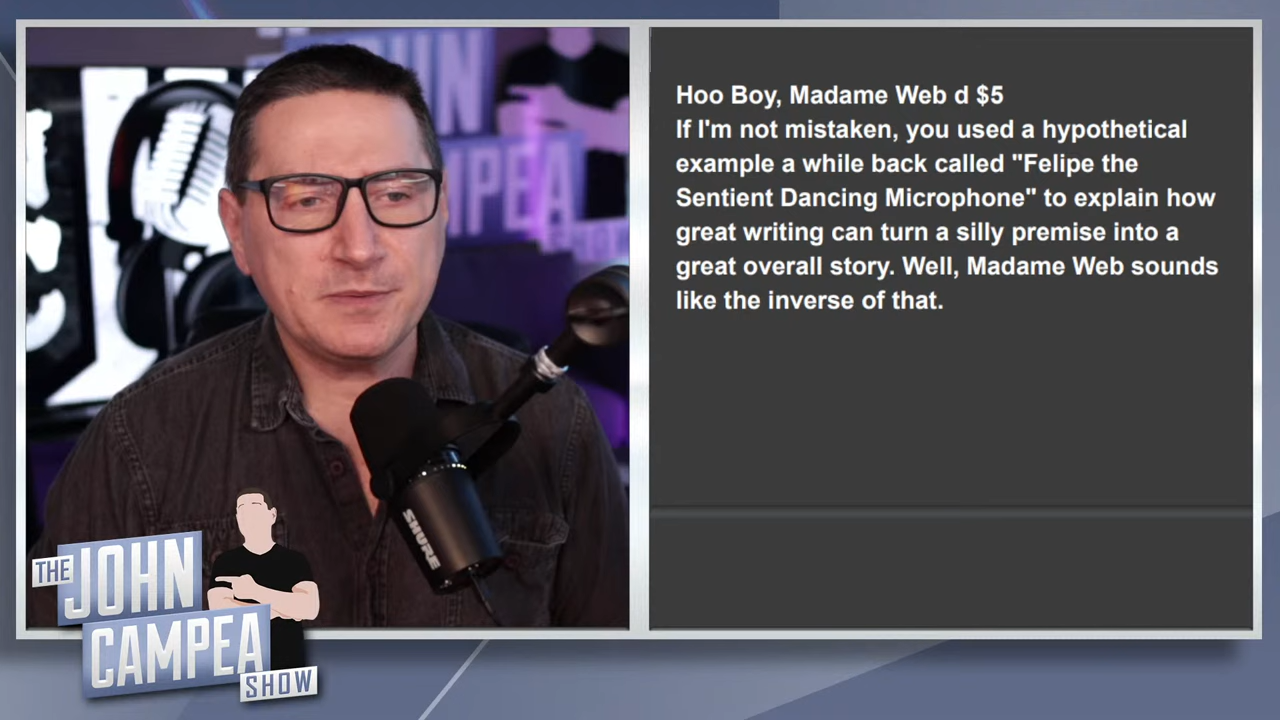 Hoo Boy, Madame Web d $5
If I'm not mistaken, you used a hypothetical
example a while back called "Felipe the
Sentient Dancing Microphone" to explain how
great writing can turn a silly premise into a
great overall story. Well, Madame Web sounds
like the inverse of that.
CAMPEA
SHURE
THE
JOHN
CAMPEA
SHOW